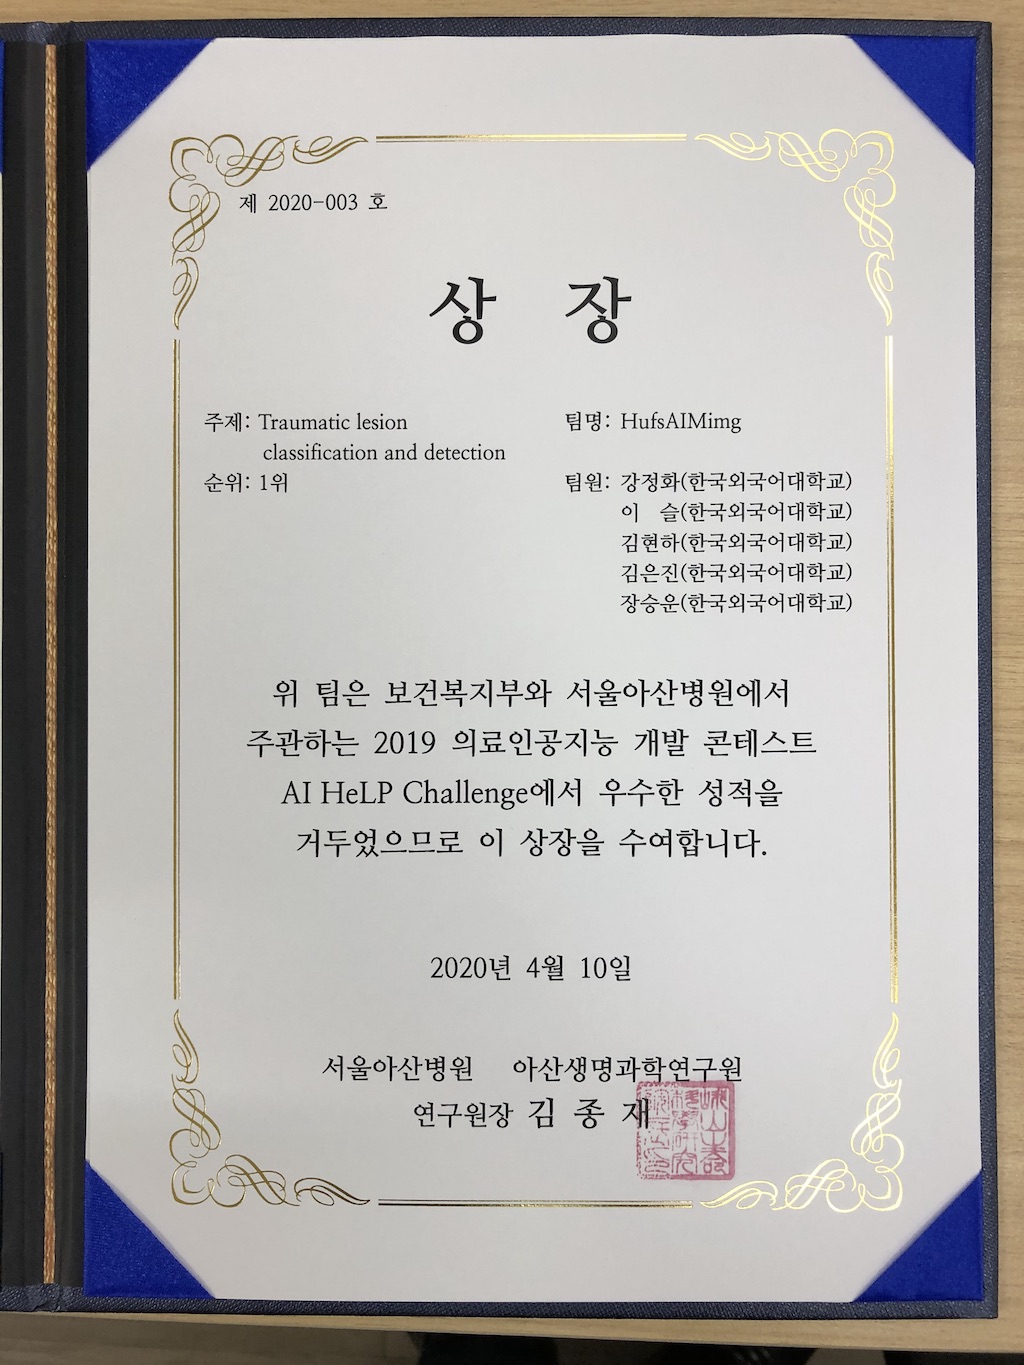 제 2020-003 호
상 장
주제: Traumatic lesion
classification and detection
순위: 1위
팀명: HufsAIMimg
팀원: 강정화(한국외국어대학교)
이 슬(한국외국어대학교)
김현하(한국외국어대학교)
김은진(한국외국어대학교)
장승운(한국외국어대학교)
위 팀은 보건복지부와 서울아산병원에서
주관하는 2019 의료인공지능 개발 콘테스트
AI HeLP Challenge에서 우수한 성적을
거두었으므로 이 상장을 수여합니다.
2020년 4월 10일
서울아산병원 아산생명과학연구원
연구원장 김 종 재